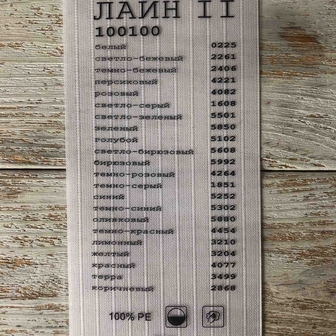 ЛАЙН II
100100
белый 0225
светло-бежевый 2261
темно-бежевый 2406
персиковый 4221
розовый 4082
светло-серый 1608
светло-зеленый 5501
зеленый 5850
голубой 5102
светло-бирюзовый 5608
бирюзовый 5992
темно-розовый 4264
темно-серый 1851
синий 5252
темно-синий 5302
оливковый 5880
темно-красный 4454
лимонный 3210
желтый 3204
красный 4077
терра 3499
коричневый 2868
100% PE